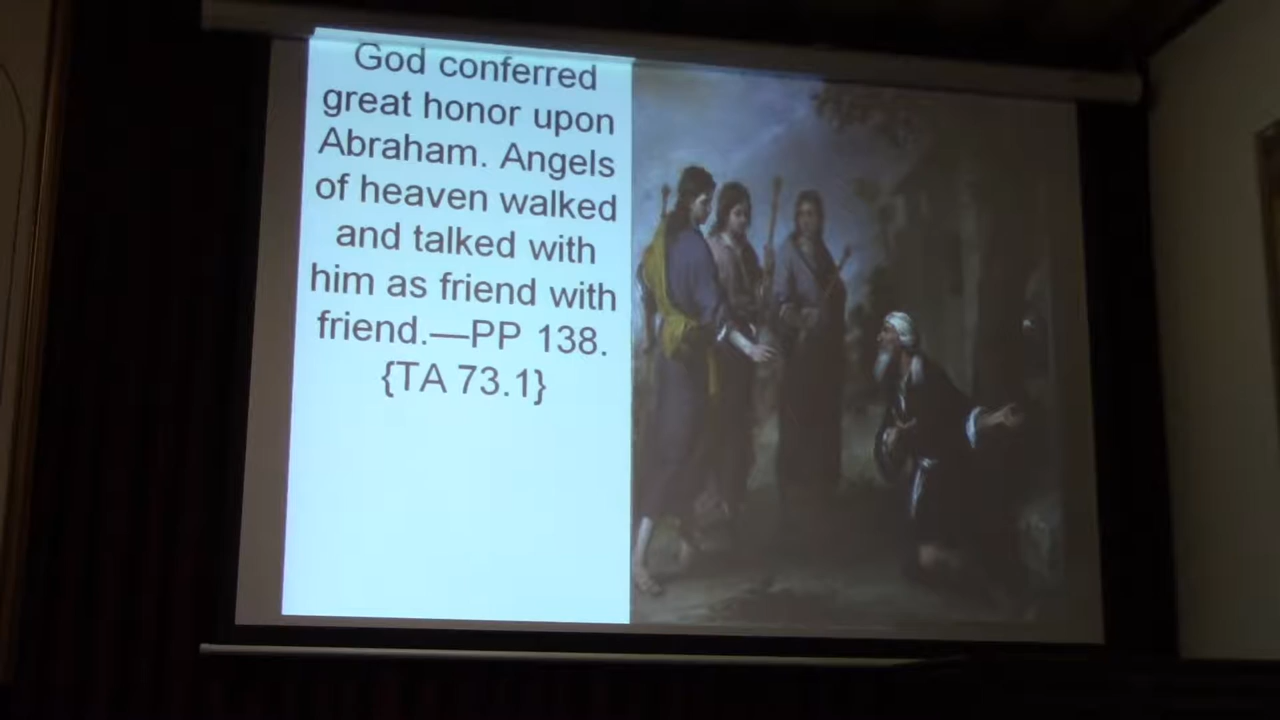 God conferred
great honor upon
Abraham. Angels
of heaven walked
and talked with
him as friend with
friend.—PP 138.
{TA 73.1}